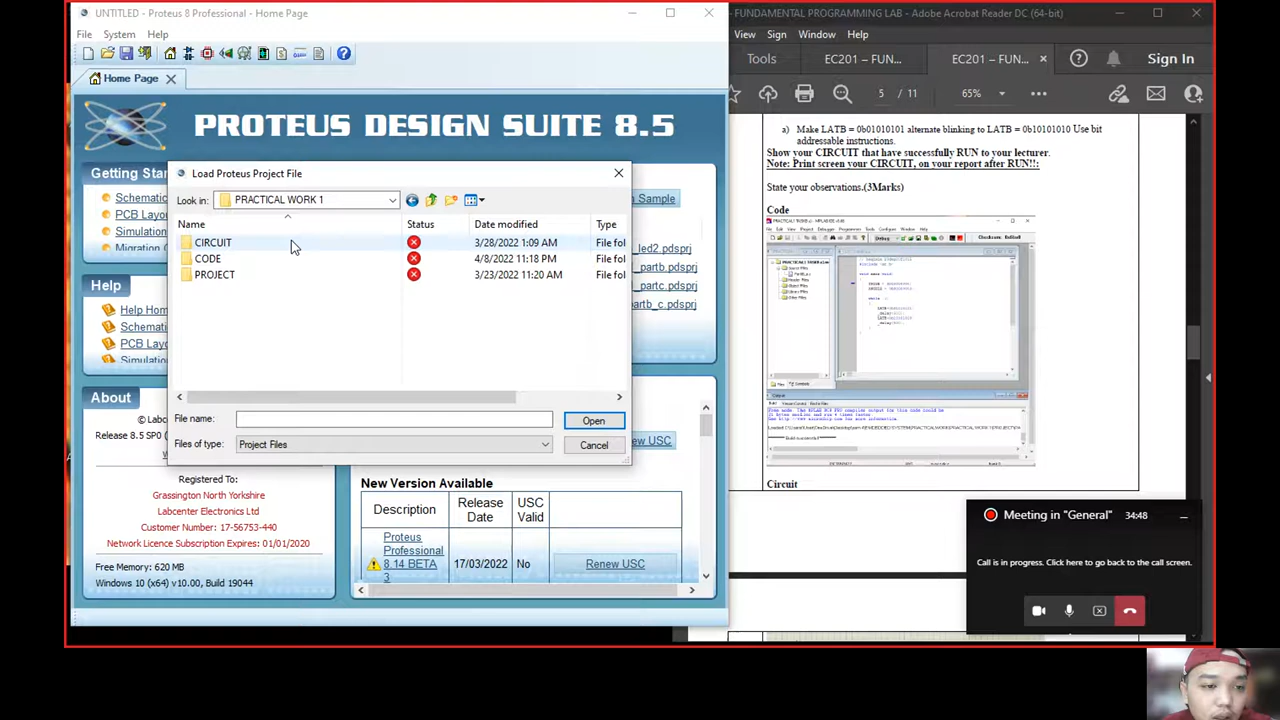 UNTITLED - Proteus 8 Professional - Home Page
File System Help
Home Page
PROTEUS DESIGN SUITE 8.5
Getting Star
Schematic
PCB Layou
Simulation
Migration G
Help
Help Home
Schematic
PCB Layo
Simulation
About
© Labc
Release 8.5 SP0
Registered To:
Grassington North Yorkshire
Labcenter Electronics Ltd
Customer Number: 17-56753-440
Network Licence Subscription Expires: 01/01/2020
Free Memory: 620 MB
Windows 10 (x64) v10.00, Build 19044
n Sample
led2.pdsprj
_partb.pdsprj
_partc.pdsprj
partb_c.pdsprj
Load Proteus Project File
Look in: PRACTICAL WORK 1
Name Status Date modified Type
CIRCUIT 3/28/2022 1:09 AM File fol
CODE 4/8/2022 11:18 PM File fol
PROJECT 3/23/2022 11:20 AM File fol
File name: Open
Files of type: Project Files Cancel
ew USC
New Version Available
Description Release Date USC Valid
Proteus Professional 8.14 BETA 3 17/03/2022 No Renew USC
- FUNDAMENTAL PROGRAMMING LAB - Adobe Acrobat Reader DC (64-bit)
View Sign Window Help
Tools EC201 – FUN... EC201 – FUN... Sign In
5 / 11 65%
a) Make LATB = 0b01010101 alternate blinking to LATB = 0b10101010 Use bit
addressable instructions.
Show your CIRCUIT that have successfully RUN to your lecturer.
Note: Print screen your CIRCUIT, on your report after RUN!!:
State your observations.(3Marks)
Code
Circuit
Meeting in "General" 34:48
Call is in progress. Click here to go back to the call screen.